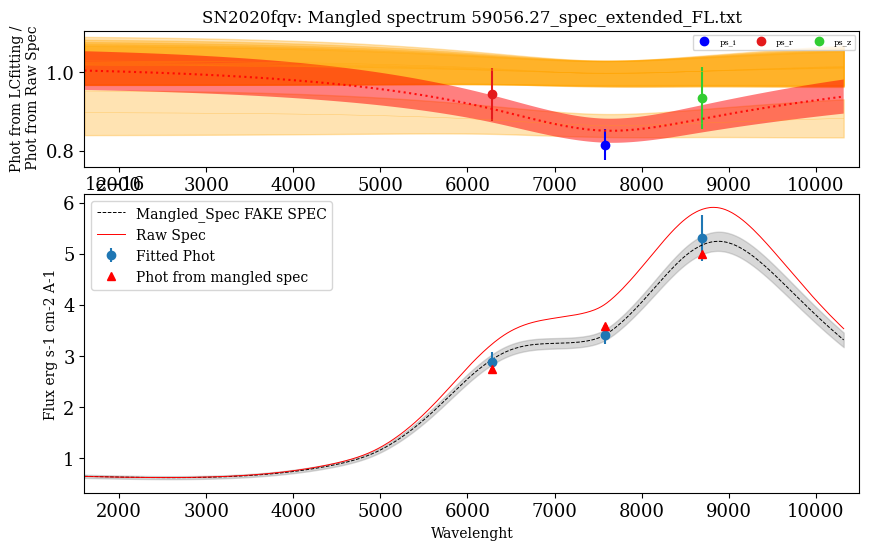 SN2020fqv: Mangled spectrum 59056.27_spec_extended_FL.txt
Phot from LCfitting /
Phot from Raw Spec
1.0
0.8
ps_i ps_r ps_z
2000 3000 4000 5000 6000 7000 8000 9000 10000
Mangled_Spec FAKE SPEC
Raw Spec
Fitted Phot
Phot from mangled spec
Flux erg s-1 cm-2 A-1
6
5
4
3
2
1
2000 3000 4000 5000 6000 7000 8000 9000 10000
Wavelenght